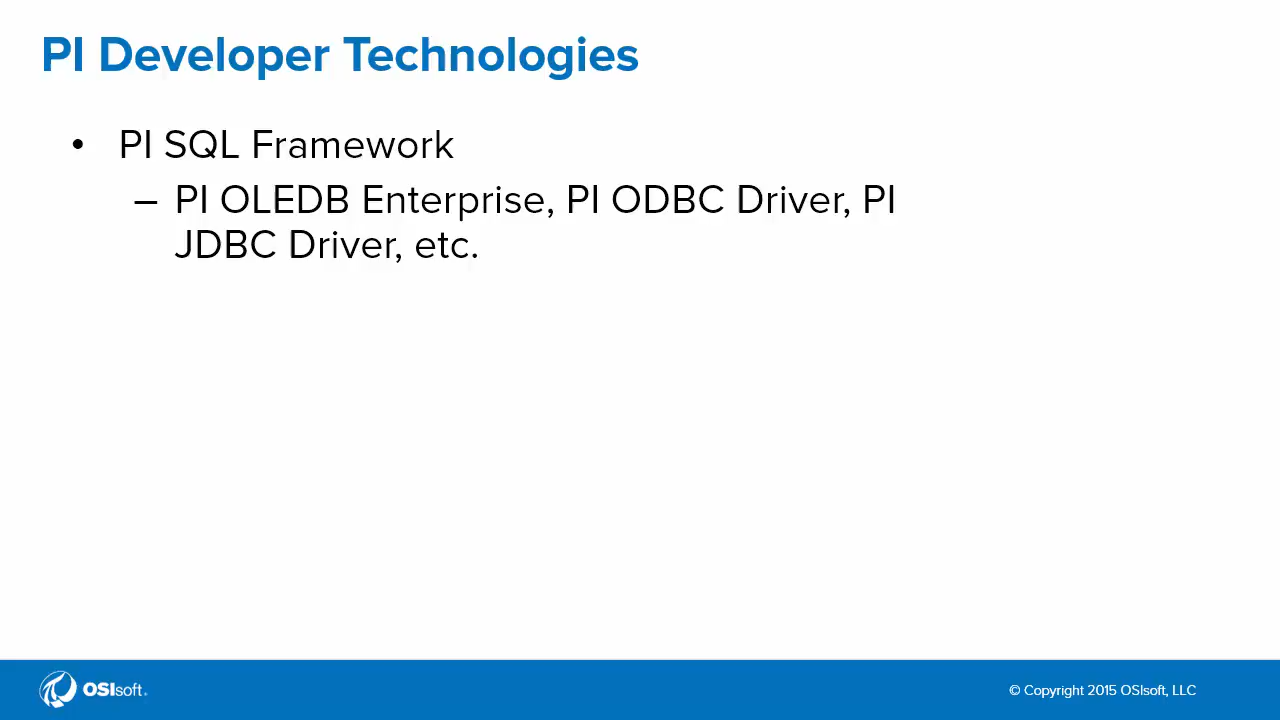 PI Developer Technologies
• PI SQL Framework
– PI OLEDB Enterprise, PI ODBC Driver, PI
JDBC Driver, etc.
OSIsoft.
© Copyright 2015 OSIsoft, LLC